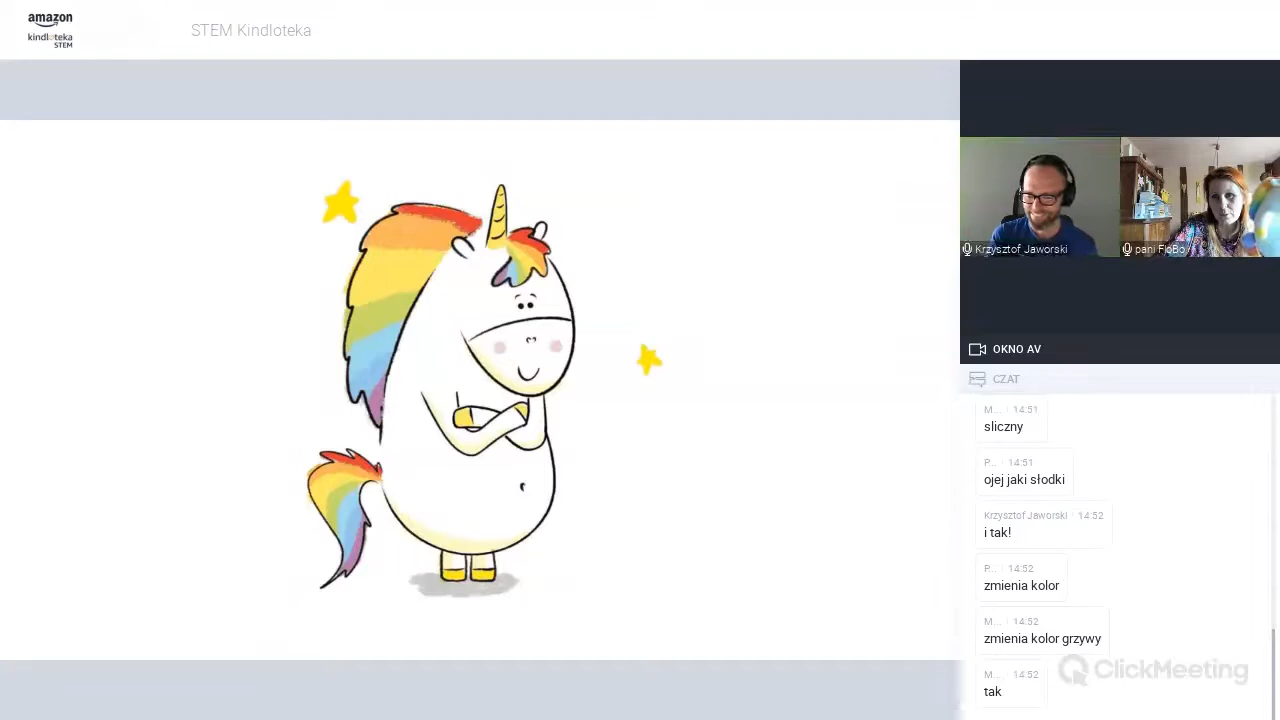 amazon
kindloteka
STEM
STEM Kindloteka
Krzysztof Jaworski
pani FloBo
OKNO AV
CZAT
M... 14:51
sliczny
P... 14:51
ojej jaki słodki
Krzysztof Jaworski 14:52
i tak!
P... 14:52
zmienia kolor
M... 14:52
zmienia kolor grzywy
M... 14:52
tak
ClickMeeting